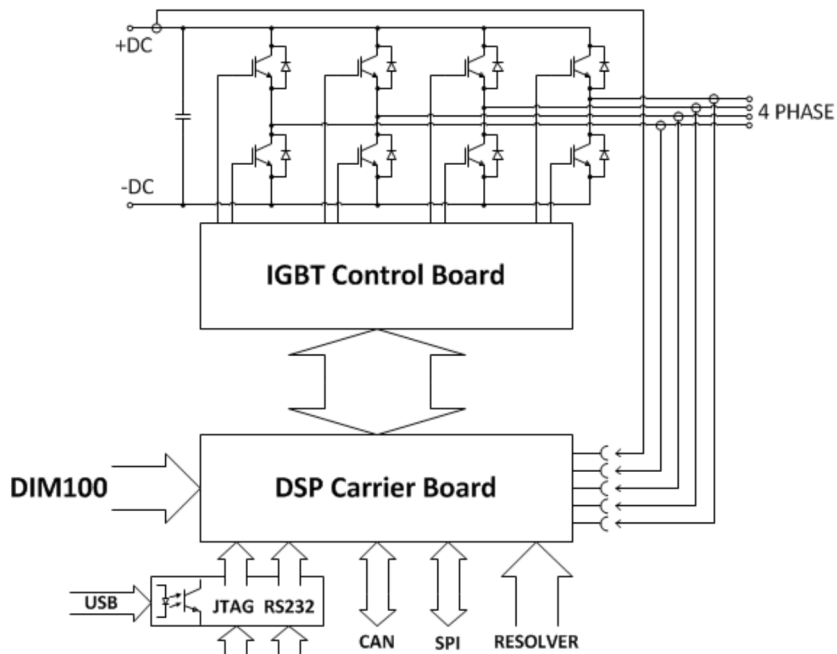 +DC
4 PHASE
-DC
IGBT Control Board
DIM100
DSP Carrier Board
USB
JTAG RS232
CAN
SPI
RESOLVER